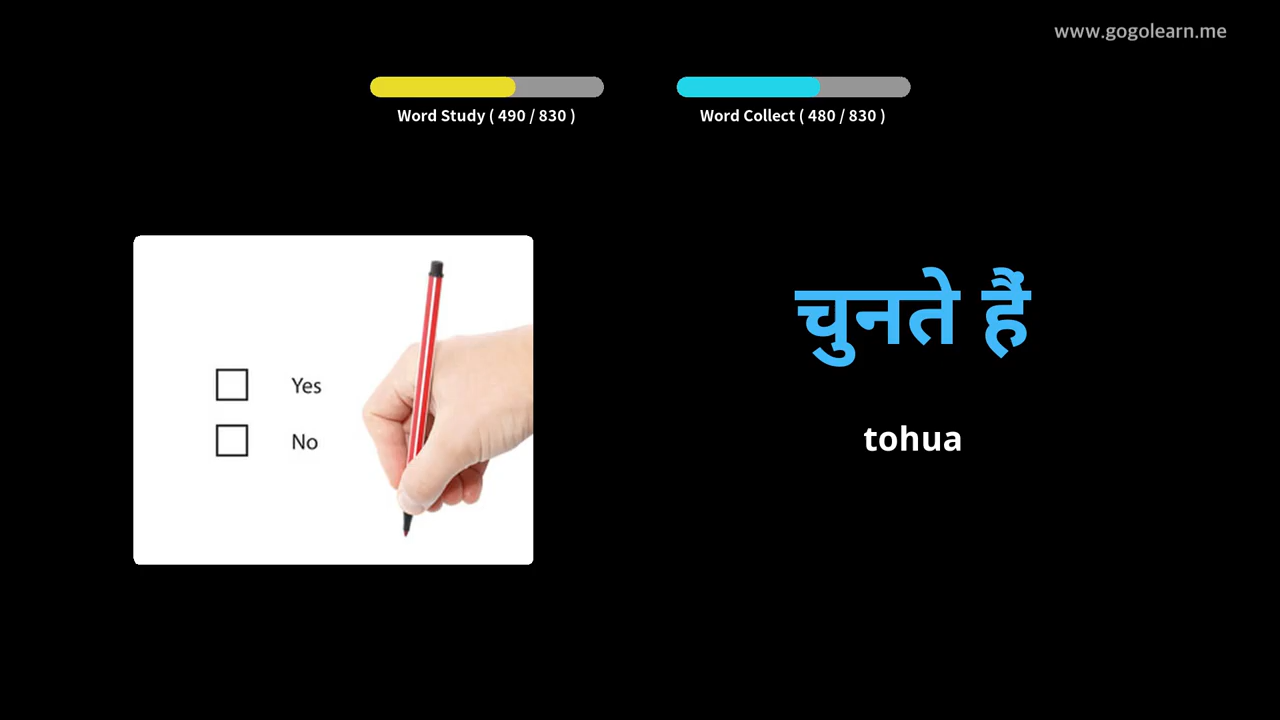 www.gogolearn.me
Word Study ( 490 / 830 )
Word Collect ( 480 / 830 )
Yes
No
चुनते हैं
tohua